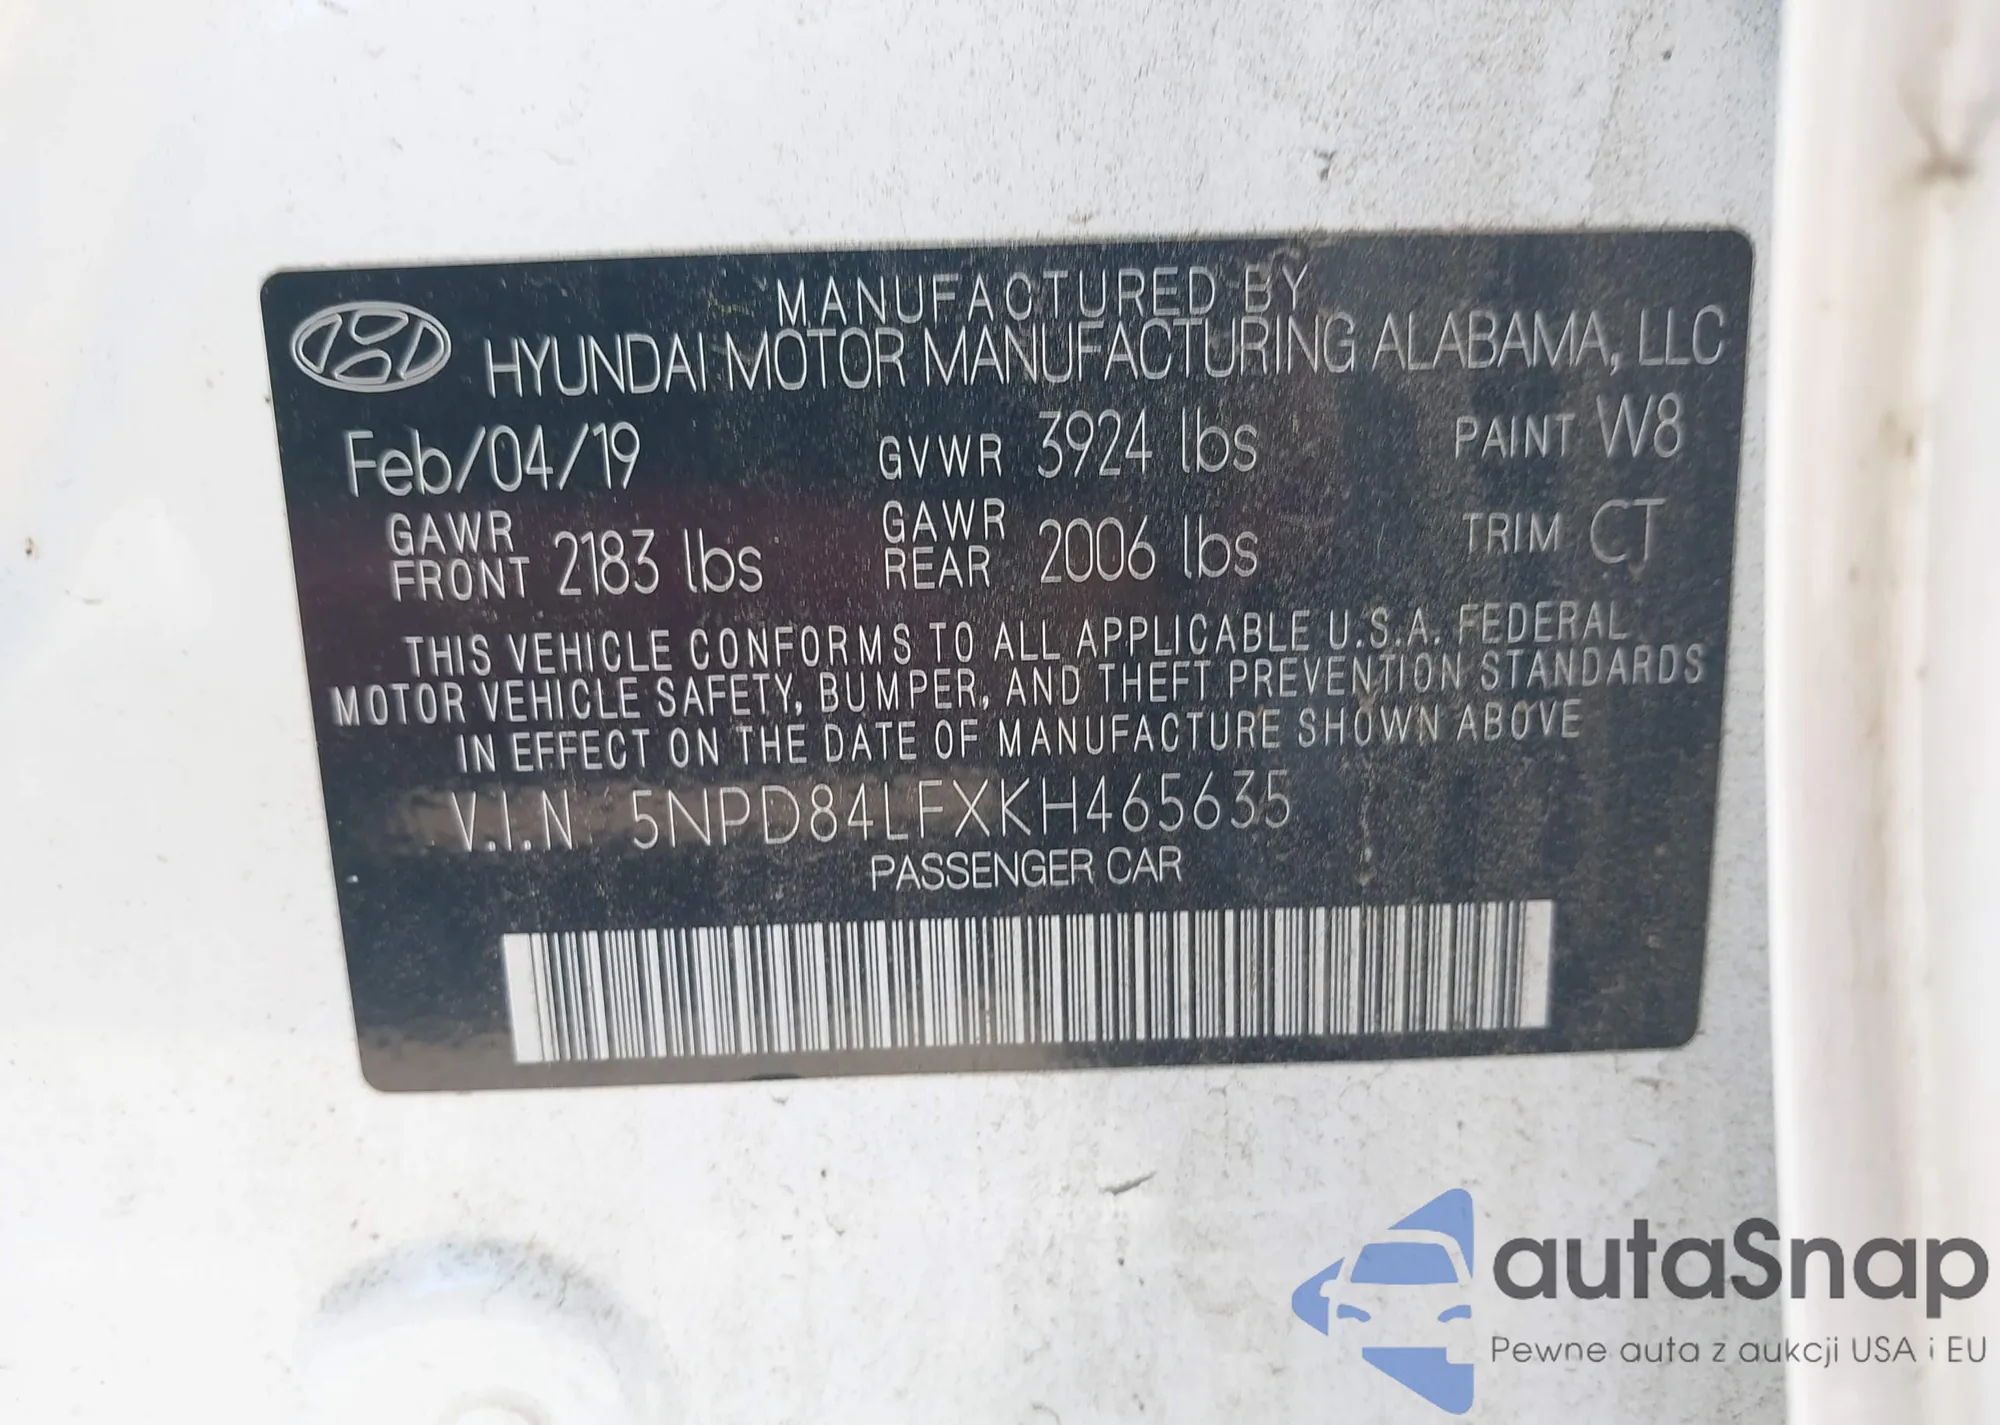 MANUFACTURED BY
HYUNDAI MOTOR MANUFACTURING ALABAMA, LLC
Feb/04/19 GVWR 3924 lbs PAINT W8
GAWR FRONT 2183 lbs GAWR REAR 2006 lbs TRIM CT
THIS VEHICLE CONFORMS TO ALL APPLICABLE U.S.A. FEDERAL
MOTOR VEHICLE SAFETY, BUMPER, AND THEFT PREVENTION STANDARDS
IN EFFECT ON THE DATE OF MANUFACTURE SHOWN ABOVE
V.I.N 5NPD84LFXKH465635
PASSENGER CAR
autaSnap
Pewne auta z aukcji USA i EU